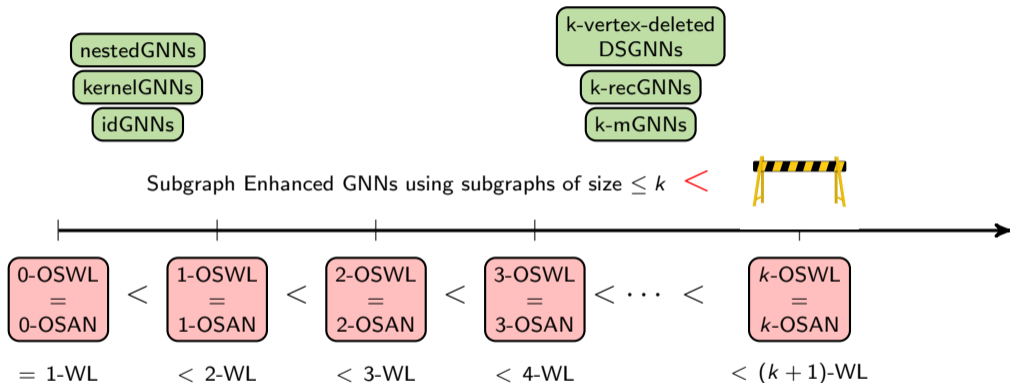 nestedGNNs
kernelGNNs
idGNNs
k-vertex-deleted
DSGNNs
k-recGNNs
k-mGNNs
Subgraph Enhanced GNNs using subgraphs of size ≤ k <
0-OSWL
=
0-OSAN
<
1-OSWL
=
1-OSAN
<
2-OSWL
=
2-OSAN
<
3-OSWL
=
3-OSAN
< ⋯ <
k-OSWL
=
k-OSAN
= 1-WL
< 2-WL
< 3-WL
< 4-WL
< (k + 1)-WL